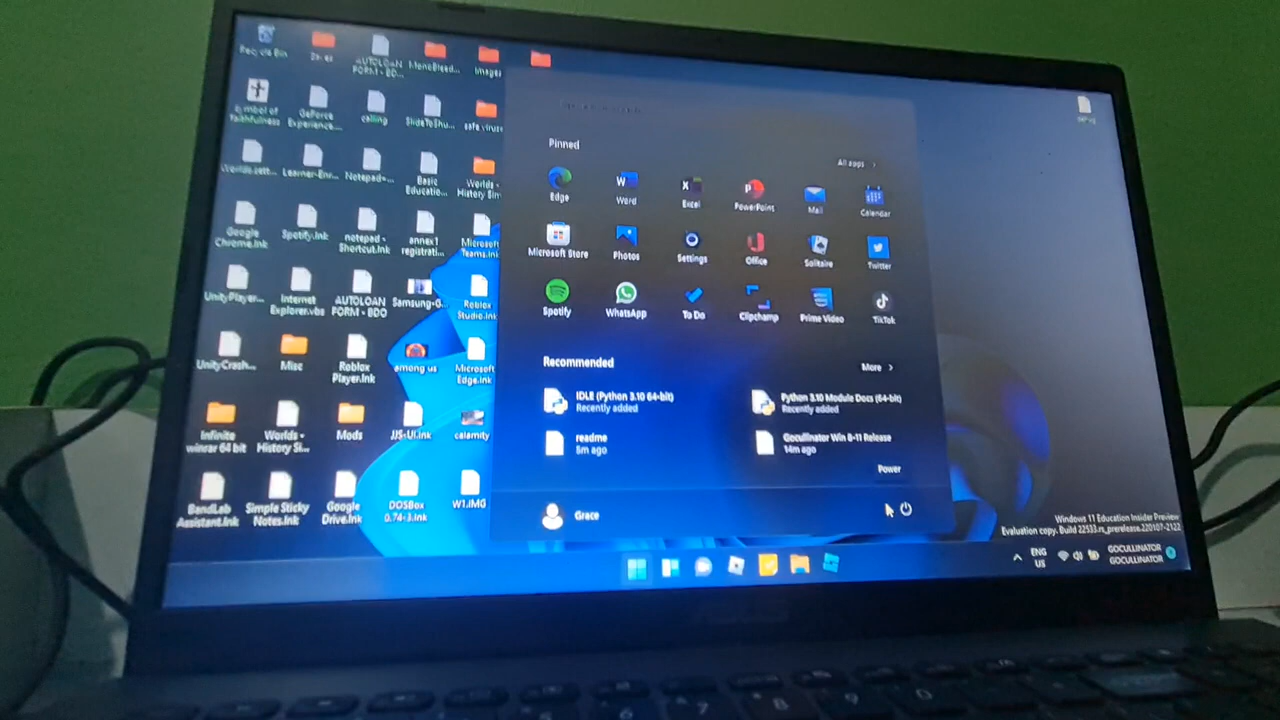 Recycle Bin
AUTOLOAN
FORM - BD...
MonoBleed...
Images
symbol of
faithfulness
GeForce
Experience...
calling
SlideToShu...
safe virus
Learner-Enr...
Notepad+...
Basic
Educatio...
Worlds -
History Sim
Google
Chrome.lnk
Spotify.lnk
notepad -
Shortcut.lnk
annex1
registrati...
Microsoft
Teams.lnk
UnityPlayer...
Internet
Explorer.vbs
AUTOLOAN
FORM - BDO
Samsung-G...
Roblox
Studio.lnk
UnityCrash...
Misc
Roblox
Player.lnk
among us
Microsoft
Edge.lnk
Infinite
winrar 64 bit
Worlds -
History Si...
Mods
JJS-UI.lnk
calamity
BandLab
Assistant.lnk
Simple Sticky
Notes.lnk
Google
Drive.lnk
DOSBox
0.74-3.lnk
W1.IMG
Pinned
All apps >
Edge
Word
Excel
PowerPoint
Mail
Calendar
Microsoft Store
Photos
Settings
Office
Solitaire
Twitter
Spotify
WhatsApp
To Do
Clipchamp
Prime Video
TikTok
Recommended
More >
IDLE (Python 3.10 64-bit)
Recently added
Python 3.10 Module Docs (64-bit)
Recently added
readme
5m ago
Gocullinator Win 8-11 Release
14m ago
Power
Grace
Windows 11 Education Insider Preview
Evaluation copy. Build 22533.rs_prerelease.220107-2122
ENG
US
GOCULLINATOR
GOCULLINATOR